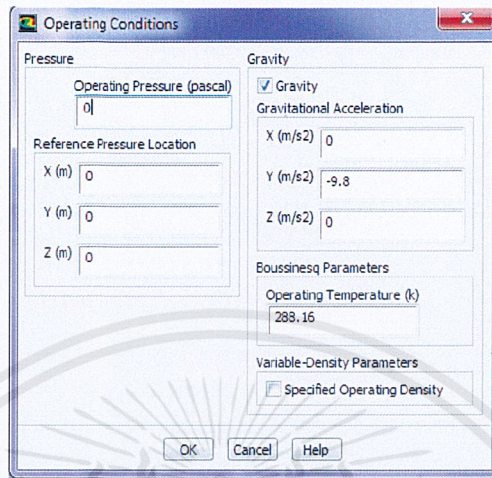 Operating Conditions
Pressure
Operating Pressure (pascal)
0
Reference Pressure Location
X (m) 0
Y (m) 0
Z (m) 0
Gravity
Gravity
Gravitational Acceleration
X (m/s2) 0
Y (m/s2) -9.8
Z (m/s2) 0
Boussinesq Parameters
Operating Temperature (k)
288.16
Variable-Density Parameters
Specified Operating Density
OK Cancel Help